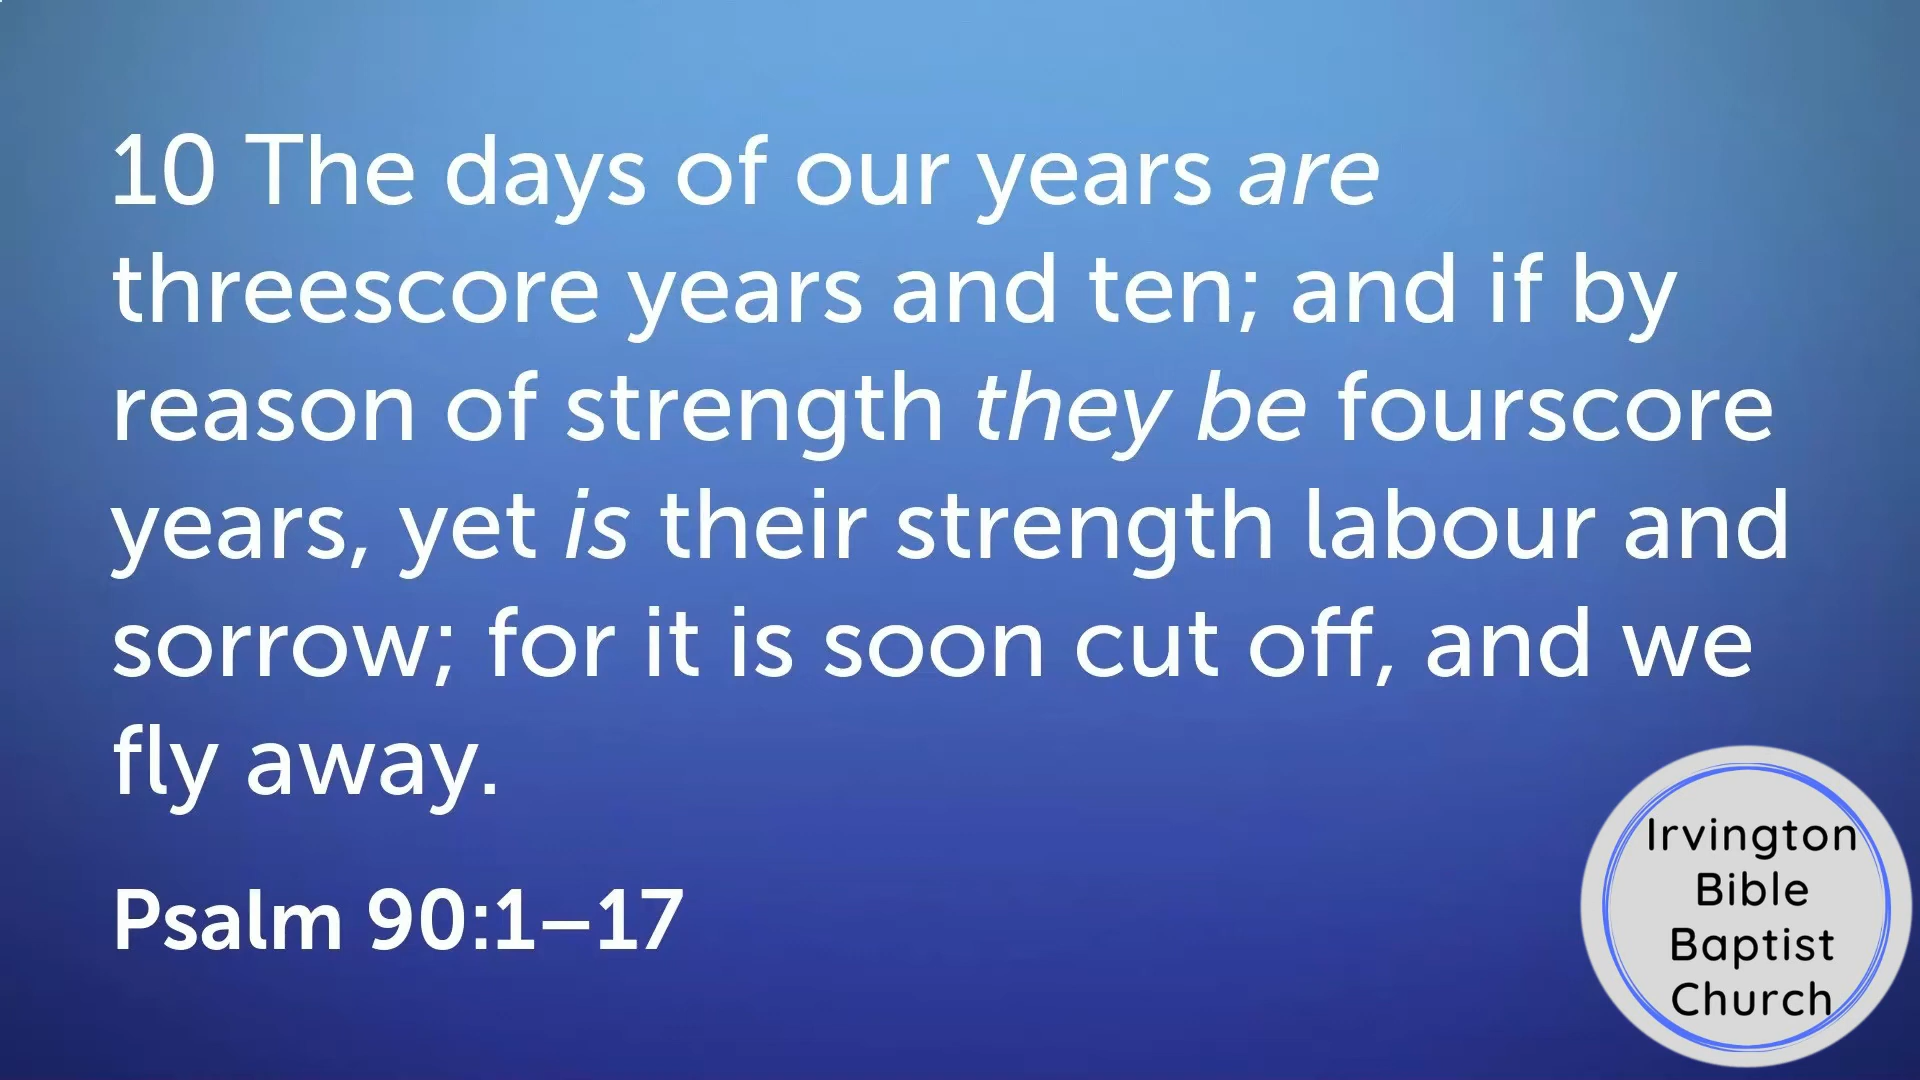 10 The days of our years are
threescore years and ten; and if by
reason of strength they be fourscore
years, yet is their strength labour and
sorrow; for it is soon cut off, and we
fly away.
Psalm 90:1–17
Irvington
Bible
Baptist
Church